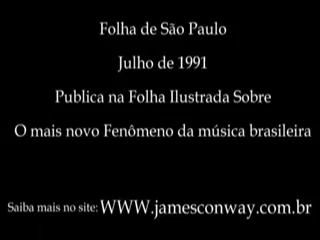 Folha de São Paulo
Julho de 1991
Publica na Folha Ilustrada Sobre
O mais novo Fenômeno da música brasileira
Saiba mais no site: WWW.jamesconway.com.br